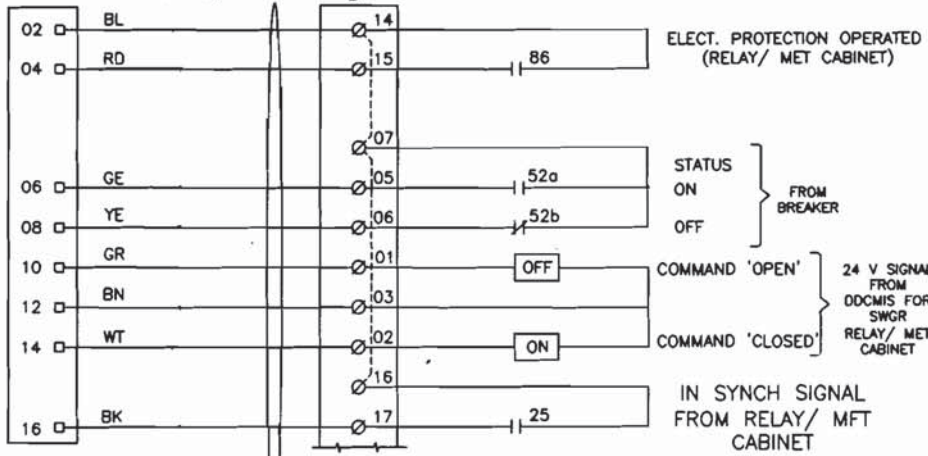 02 BL 14
ELECT. PROTECTION OPERATED
04 RD 15 86
(RELAY/ MET CABINET)
07
STATUS
06 GE 05 52a ON
FROM
BREAKER
08 YE 06 52b OFF
10 GR 01 OFF COMMAND 'OPEN'
24 V SIGNAL
FROM
DDCMIS FOR
SWGR
RELAY/ MET
CABINET
12 BN 03
14 WT 02 ON COMMAND 'CLOSED'
16
IN SYNCH SIGNAL
FROM RELAY/ MFT
CABINET
16 BK 17 25